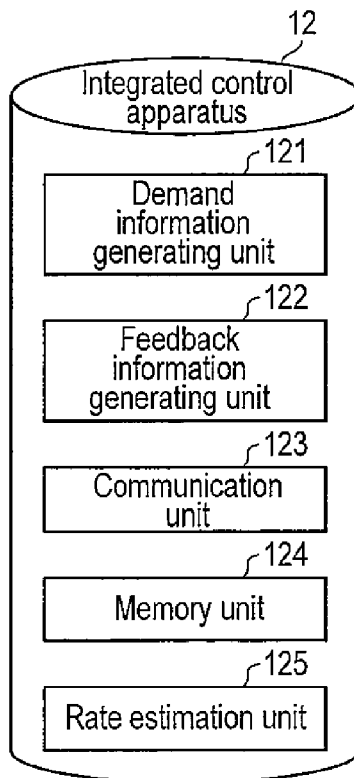 12
Integrated control
apparatus
121
Demand
information
generating unit
122
Feedback
information
generating unit
123
Communication
unit
124
Memory unit
125
Rate estimation unit